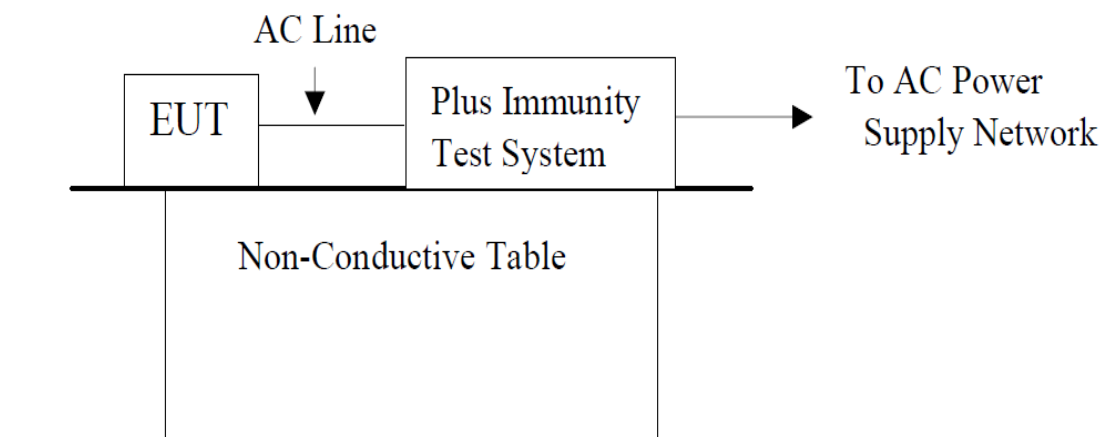 AC Line
EUT
Plus Immunity
Test System
To AC Power
Supply Network
Non-Conductive Table